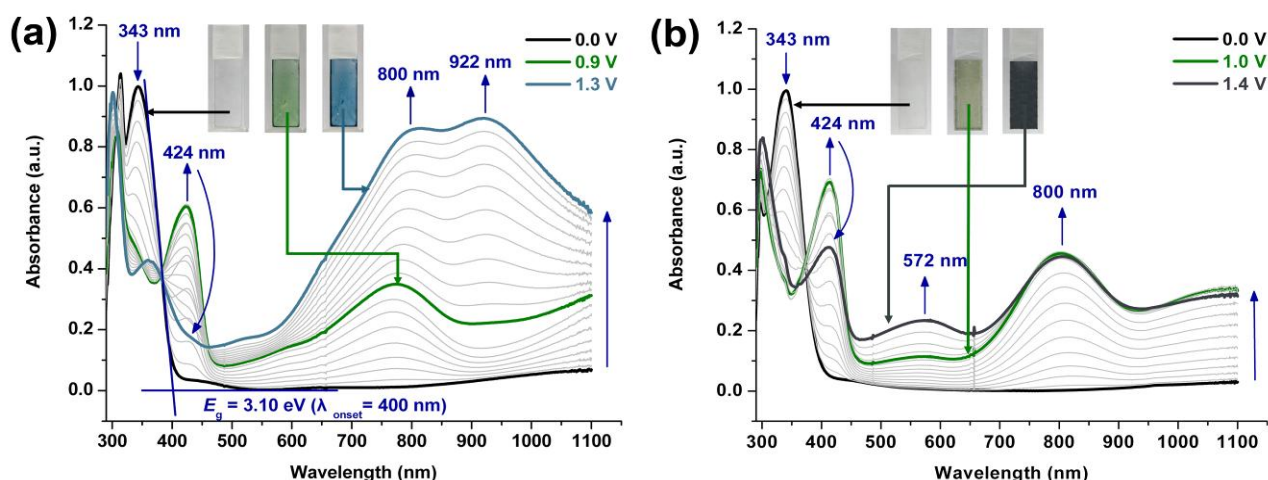 (a)
343 nm
424 nm
800 nm
922 nm
0.0 V
0.9 V
1.3 V
E_g = 3.10 eV (λ_onset = 400 nm)
Absorbance (a.u.)
1.2
1.0
0.8
0.6
0.4
0.2
0.0
300 400 500 600 700 800 900 1000 1100
Wavelength (nm)
(b)
343 nm
424 nm
572 nm
800 nm
0.0 V
1.0 V
1.4 V
Absorbance (a.u.)
1.2
1.0
0.8
0.6
0.4
0.2
0.0
300 400 500 600 700 800 900 1000 1100
Wavelength (nm)